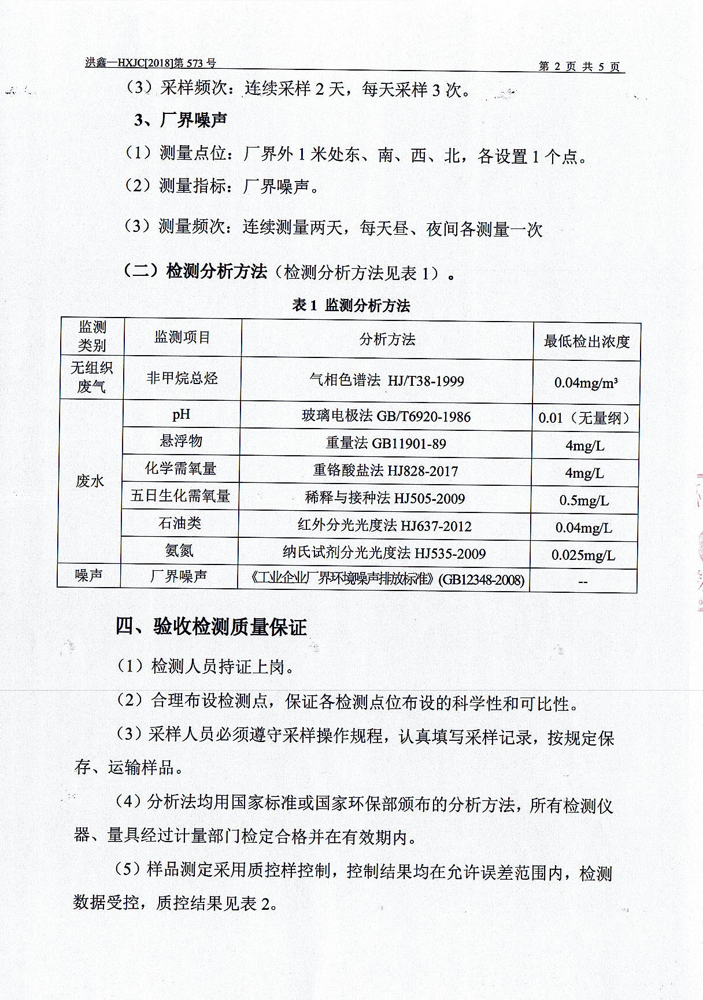 洪鑫—HXJC[2018]第 573 号 第 2 页 共 5 页
（3）采样频次：连续采样 2 天，每天采样 3 次。
3、厂界噪声
（1）测量点位：厂界外 1 米处东、南、西、北，各设置 1 个点。
（2）测量指标：厂界噪声。
（3）测量频次：连续测量两天，每天昼、夜间各测量一次
（二）检测分析方法（检测分析方法见表 1）。
表 1 监测分析方法
监测类别 监测项目 分析方法 最低检出浓度
无组织废气 非甲烷总烃 气相色谱法 HJ/T38-1999 0.04mg/m³
废水 pH 玻璃电极法 GB/T6920-1986 0.01（无量纲）
悬浮物 重量法 GB11901-89 4mg/L
化学需氧量 重铬酸盐法 HJ828-2017 4mg/L
五日生化需氧量 稀释与接种法 HJ505-2009 0.5mg/L
石油类 红外分光光度法 HJ637-2012 0.04mg/L
氨氮 纳氏试剂分光光度法 HJ535-2009 0.025mg/L
噪声 厂界噪声 《工业企业厂界环境噪声排放标准》(GB12348-2008) --
四、验收检测质量保证
（1）检测人员持证上岗。
（2）合理布设检测点，保证各检测点位布设的科学性和可比性。
（3）采样人员必须遵守采样操作规程，认真填写采样记录，按规定保
存、运输样品。
（4）分析法均用国家标准或国家环保部颁布的分析方法，所有检测仪
器、量具经过计量部门检定合格并在有效期内。
（5）样品测定采用质控样控制，控制结果均在允许误差范围内，检测
数据受控，质控结果见表 2。